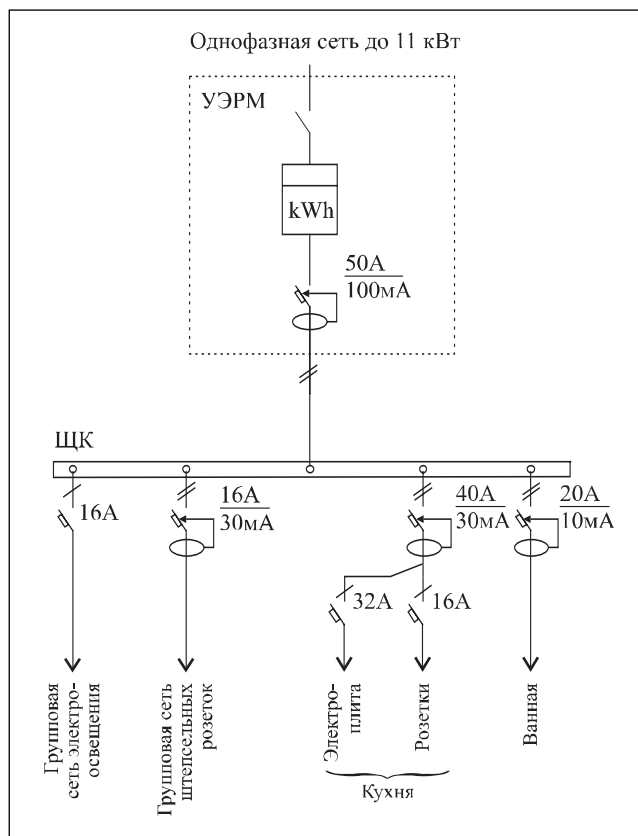 Однофазная сеть до 11 кВт
УЭРМ
kWh
50А
100мА
ЩК
16А
16А
30мА
40А
30мА
20А
10мА
32А
16А
Групповая
сеть электро-
освещения
Групповая сеть
штепсельных
розеток
Электро-
плита
Розетки
Ванная
Кухня